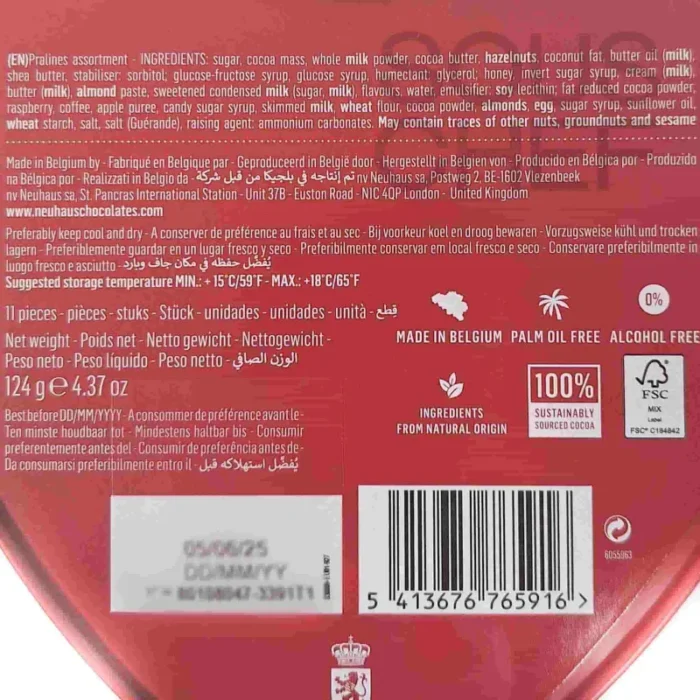 (EN)Pralines assortment - INGREDIENTS: sugar, cocoa mass, whole milk powder, cocoa butter, hazelnuts, coconut fat, butter oil (milk),
shea butter, stabiliser: sorbitol; glucose-fructose syrup, glucose syrup, humectant: glycerol; honey, invert sugar syrup, cream (milk),
butter (milk), almond paste, sweetened condensed milk (sugar, milk), flavours, water, emulsifier: soy lecithin; fat reduced cocoa powder,
raspberry, coffee, apple puree, candy sugar syrup, skimmed milk, wheat flour, cocoa powder, almonds, egg, sugar syrup, sunflower oil,
wheat starch, salt, salt (Guérande), raising agent: ammonium carbonates. May contain traces of other nuts, groundnuts and sesame
Made in Belgium by - Fabriqué en Belgique par - Geproduceerd in België door - Hergestellt in Belgien von - Producido en Bélgica por - Produzido
na Bélgica por - Realizzati in Belgio da - تم إنتاجه في بلجيكا من قبل شركة nv Neuhaus sa, Postweg 2, BE-1602 Vlezenbeek
nv Neuhaus sa, St. Pancras International Station - Unit 37B - Euston Road - N1C 4QP London - United Kingdom
www.neuhauschocolates.com
Preferably keep cool and dry - A conserver de préférence au frais et au sec - Bij voorkeur koel en droog bewaren - Vorzugsweise kühl und trocken
lagern - Preferiblemente guardar en un lugar fresco y seco - Preferibilmente conservar em local fresco e seco - Conservare preferibilmente in
luogo fresco e asciutto - يُفضَّل حفظه في مكان جاف وبارد
Suggested storage temperature MIN.: + 15°C/59°F - MAX.: +18°C/65°F
11 pieces - pièces - stuks - Stück - unidades - unidades - unità - قِطع
Net weight - Poids net - Netto gewicht - Nettogewicht -
Peso neto - Peso líquido - Peso netto - الوزن الصافي
124 g ℮ 4.37 oz
Best before DD/MM/YYYY - A consommer de préférence avant le -
Ten minste houdbaar tot - Mindestens haltbar bis - Consumir
preferentemente antes del - Consumir de preferência antes de -
Da consumarsi preferibilmente entro il - يُفضَّل استهلاكه قبل
MADE IN BELGIUM
PALM OIL FREE
0%
ALCOHOL FREE
INGREDIENTS
FROM NATURAL ORIGIN
100%
SUSTAINABLY
SOURCED COCOA
FSC
MIX
Label
FSC® C184842
05/06/25
DD/MM/YY
5 413676 765916 >
6055963